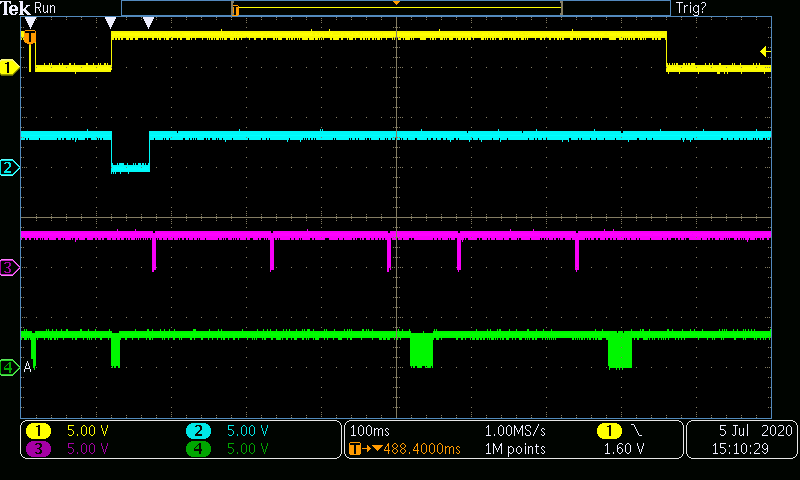 Tek Run Trig?
T
T
1
2
3
4 A
1 5.00 V 2 5.00 V 100ms 1.00MS/s 1 1.60 V 5 Jul 2020
3 5.00 V 4 5.00 V T→▼488.4000ms 1M points 15:10:29